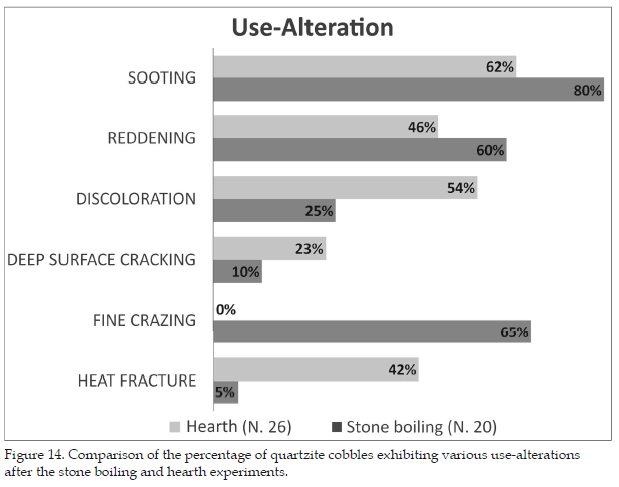 Use-Alteration
SOOTING
62%
80%
REDDENING
46%
60%
DISCOLORATION
54%
25%
DEEP SURFACE CRACKING
23%
10%
FINE CRAZING
0%
65%
HEAT FRACTURE
42%
5%
Hearth (N. 26) Stone boiling (N. 20)
Figure 14. Comparison of the percentage of quartzite cobbles exhibiting various use-alterations
after the stone boiling and hearth experiments.